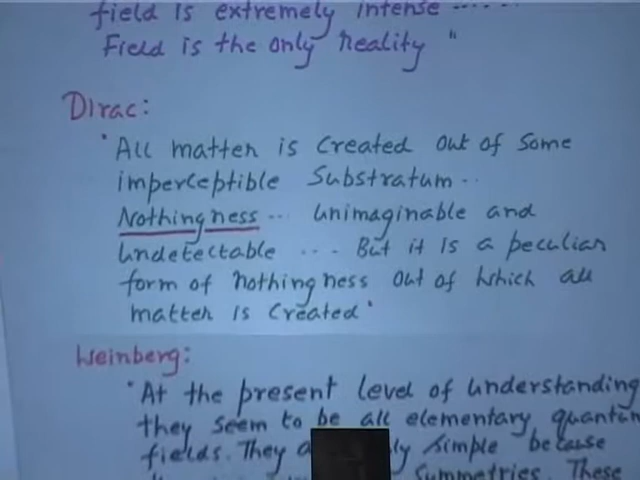 field is extremely intense .....
Field is the only reality "
Dirac:
" All matter is created out of some
imperceptible substratum ..
Nothingness ... unimaginable and
undetectable .... But it is a peculiar
form of nothingness out of which all
matter is created "
Weinberg:
" At the present level of understanding
they seem to be all elementary quantum
fields. They simple because
symmetries. These